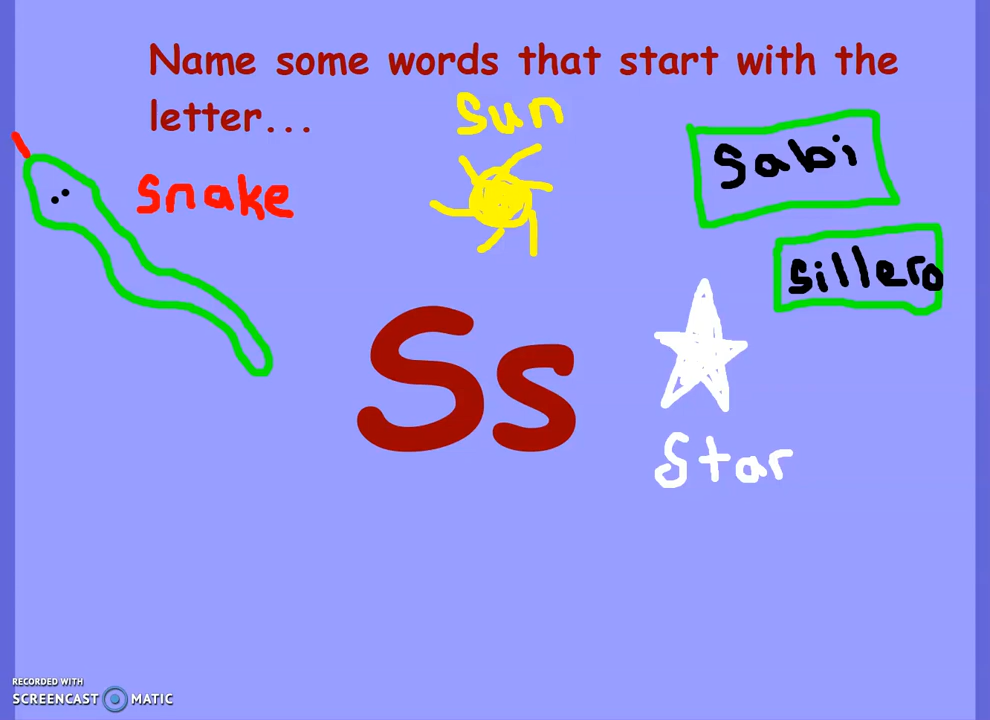 Name some words that start with the
letter...
Sun
Snake
Sabi
Sillero
Ss
Star
RECORDED WITH
SCREENCAST MATIC